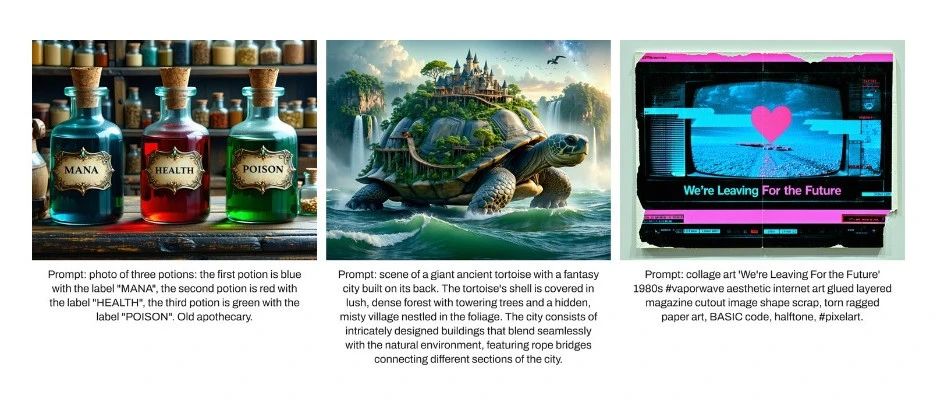 MANA
HEALTH
POISON
We're Leaving For the Future
Prompt: photo of three potions: the first potion is blue
with the label "MANA", the second potion is red with
the label "HEALTH", the third potion is green with the
label "POISON". Old apothecary.
Prompt: scene of a giant ancient tortoise with a fantasy
city built on its back. The tortoise's shell is covered in
lush, dense forest with towering trees and a hidden,
misty village nestled in the foliage. The city consists of
intricately designed buildings that blend seamlessly
with the natural environment, featuring rope bridges
connecting different sections of the city.
Prompt: collage art 'We're Leaving For the Future'
1980s #vaporwave aesthetic internet art glued layered
magazine cutout image shape scrap, torn ragged
paper art, BASIC code, halftone, #pixelart.